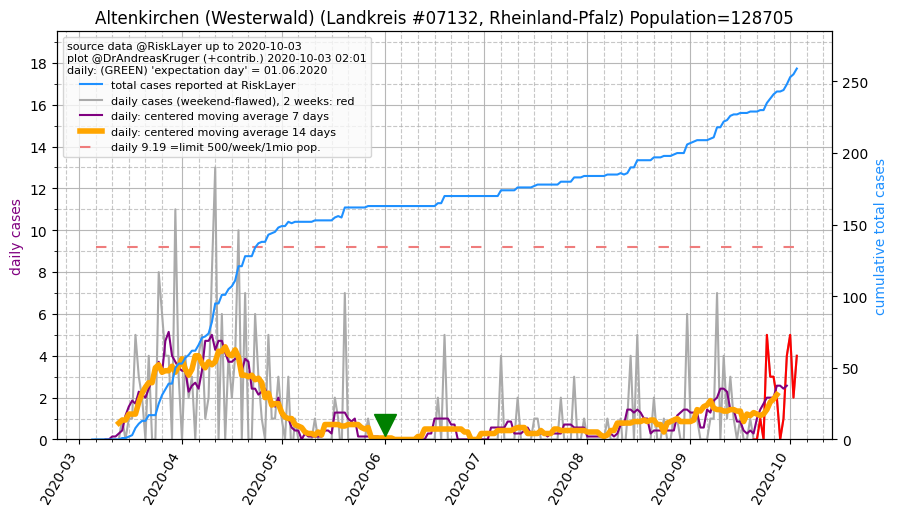 Altenkirchen (Westerwald) (Landkreis #07132, Rheinland-Pfalz) Population=128705
source data @RiskLayer up to 2020-10-03
plot @DrAndreasKruger (+contrib.) 2020-10-03 02:01
daily: (GREEN) 'expectation day' = 01.06.2020
total cases reported at RiskLayer
daily cases (weekend-flawed), 2 weeks: red
daily: centered moving average 7 days
daily: centered moving average 14 days
daily 9.19 =limit 500/week/1mio pop.
daily cases
18
16
14
12
10
8
6
4
2
0
250
200
150
100
50
0
cumulative total cases
2020-03
2020-04
2020-05
2020-06
2020-07
2020-08
2020-09
2020-10